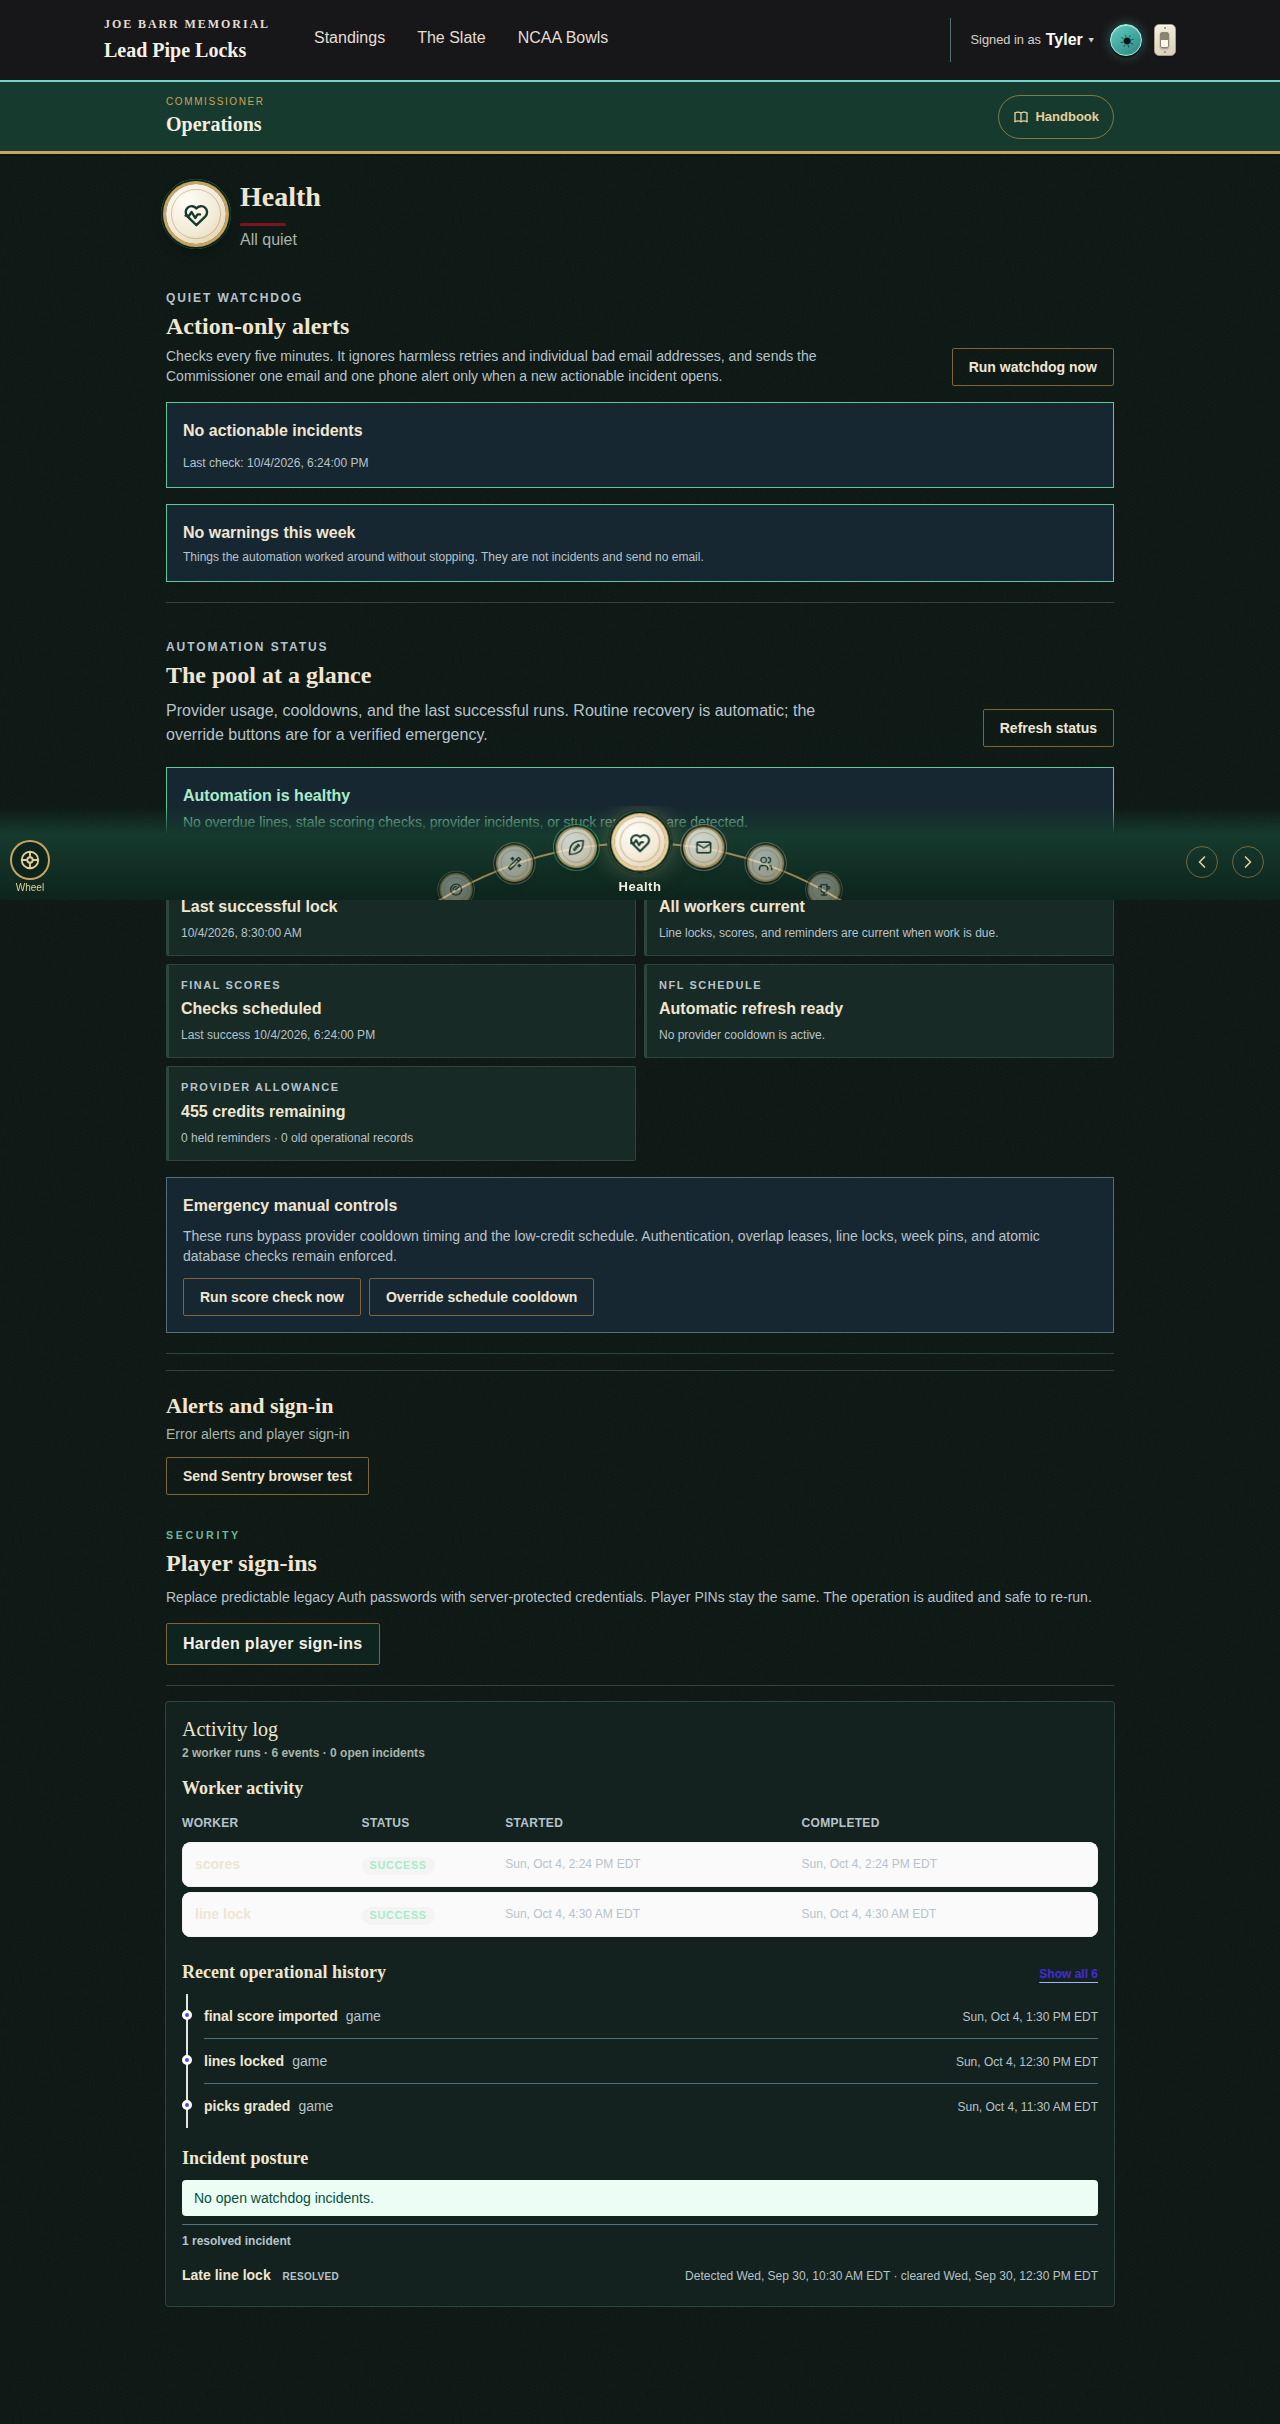 JOE BARR MEMORIAL
Lead Pipe Locks
Standings
The Slate
NCAA Bowls
Signed in as Tyler
COMMISSIONER
Operations
Handbook
Health
All quiet
QUIET WATCHDOG
Action-only alerts
Checks every five minutes. It ignores harmless retries and individual bad email addresses, and sends the
Commissioner one email and one phone alert only when a new actionable incident opens.
Run watchdog now
No actionable incidents
Last check: 10/4/2026, 6:24:00 PM
No warnings this week
Things the automation worked around without stopping. They are not incidents and send no email.
AUTOMATION STATUS
The pool at a glance
Provider usage, cooldowns, and the last successful runs. Routine recovery is automatic; the
override buttons are for a verified emergency.
Refresh status
Automation is healthy
No overdue lines, stale scoring checks, provider incidents, or stuck are detected.
Wheel
Health
Last successful lock
10/4/2026, 8:30:00 AM
All workers current
Line locks, scores, and reminders are current when work is due.
FINAL SCORES
Checks scheduled
Last success 10/4/2026, 6:24:00 PM
NFL SCHEDULE
Automatic refresh ready
No provider cooldown is active.
PROVIDER ALLOWANCE
455 credits remaining
0 held reminders · 0 old operational records
Emergency manual controls
These runs bypass provider cooldown timing and the low-credit schedule. Authentication, overlap leases, line locks, week pins, and atomic
database checks remain enforced.
Run score check now
Override schedule cooldown
Alerts and sign-in
Error alerts and player sign-in
Send Sentry browser test
SECURITY
Player sign-ins
Replace predictable legacy Auth passwords with server-protected credentials. Player PINs stay the same. The operation is audited and safe to re-run.
Harden player sign-ins
Activity log
2 worker runs · 6 events · 0 open incidents
Worker activity
WORKER STATUS STARTED COMPLETED
scores SUCCESS Sun, Oct 4, 2:24 PM EDT Sun, Oct 4, 2:24 PM EDT
line lock SUCCESS Sun, Oct 4, 4:30 AM EDT Sun, Oct 4, 4:30 AM EDT
Recent operational history
Show all 6
final score imported game Sun, Oct 4, 1:30 PM EDT
lines locked game Sun, Oct 4, 12:30 PM EDT
picks graded game Sun, Oct 4, 11:30 AM EDT
Incident posture
No open watchdog incidents.
1 resolved incident
Late line lock RESOLVED Detected Wed, Sep 30, 10:30 AM EDT · cleared Wed, Sep 30, 12:30 PM EDT